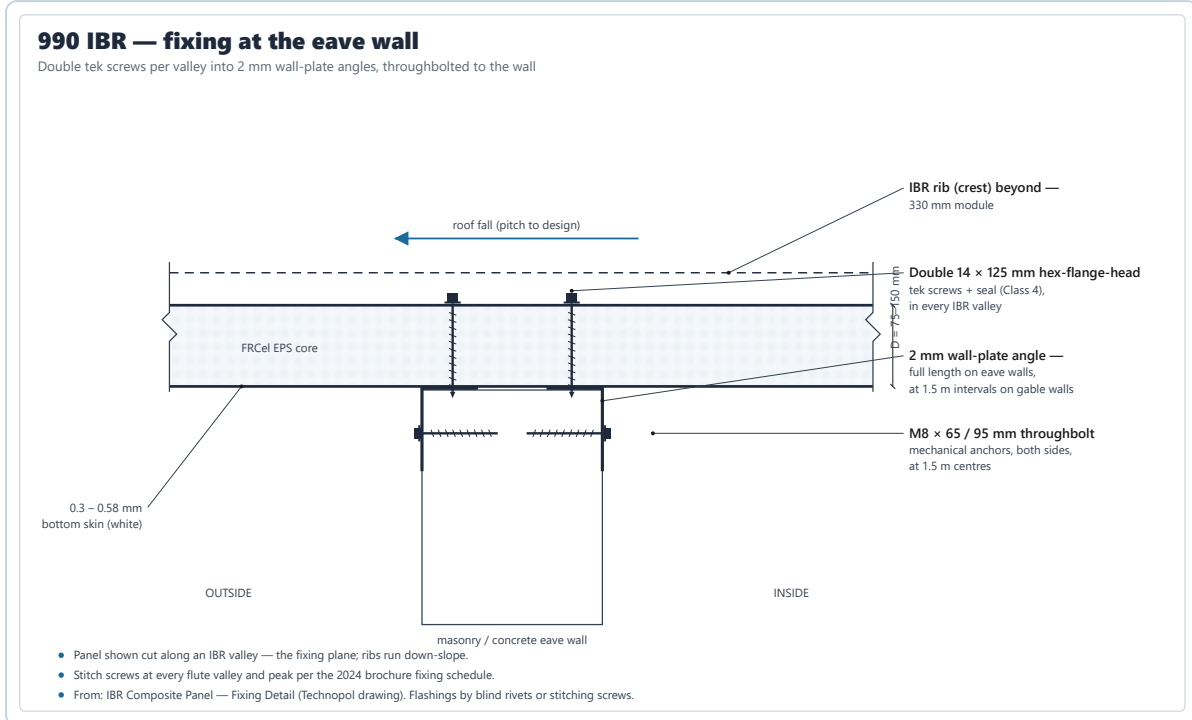 990 IBR — fixing at the eave wall
Double tek screws per valley into 2 mm wall-plate angles, throughbolted to the wall
IBR rib (crest) beyond —
330 mm module
roof fall (pitch to design)
Double 14 × 125 mm hex-flange-head
tek screws + seal (Class 4),
in every IBR valley
D = 75–150 mm
FRCel EPS core
2 mm wall-plate angle —
full length on eave walls,
at 1.5 m intervals on gable walls
M8 × 65 / 95 mm throughbolt
mechanical anchors, both sides,
at 1.5 m centres
0.3 – 0.58 mm
bottom skin (white)
OUTSIDE
INSIDE
masonry / concrete eave wall
● Panel shown cut along an IBR valley — the fixing plane; ribs run down-slope.
● Stitch screws at every flute valley and peak per the 2024 brochure fixing schedule.
● From: IBR Composite Panel — Fixing Detail (Technopol drawing). Flashings by blind rivets or stitching screws.